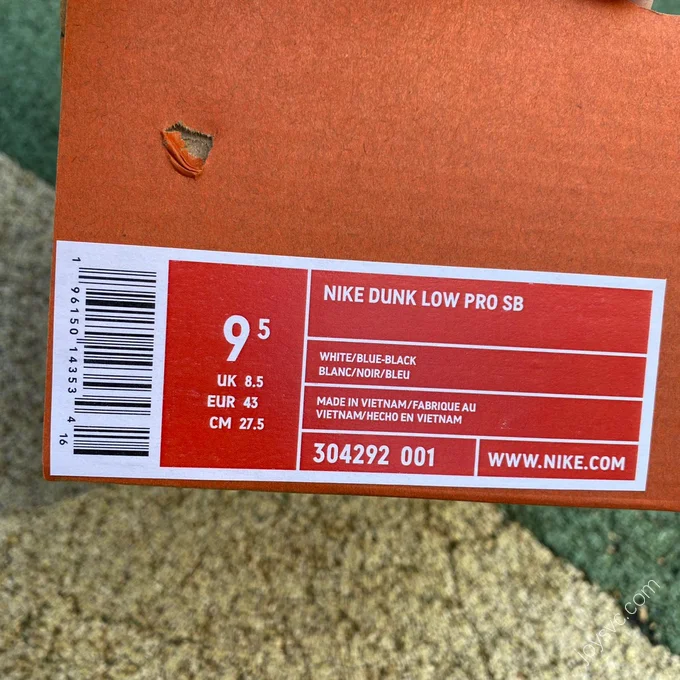 1 96150 14353 4 16
9 5
UK 8.5
EUR 43
CM 27.5
NIKE DUNK LOW PRO SB
WHITE/BLUE-BLACK
BLANC/NOIR/BLEU
MADE IN VIETNAM/FABRIQUE AU
VIETNAM/HECHO EN VIETNAM
304292 001
WWW.NIKE.COM